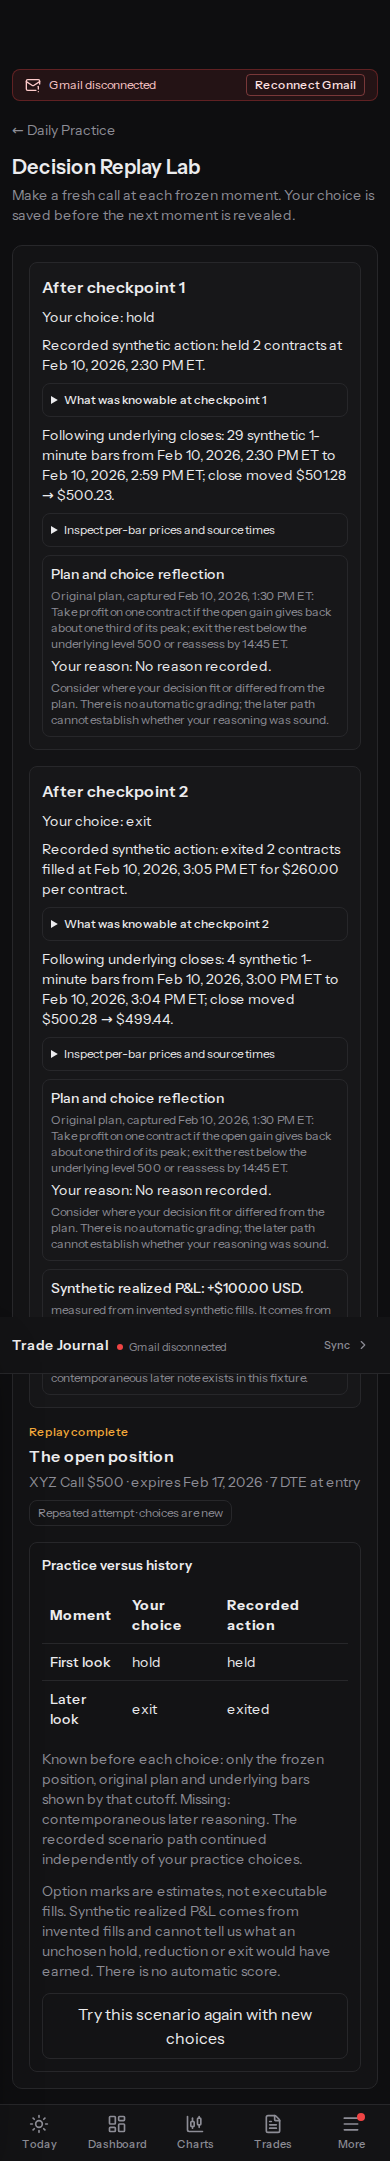 Gmail disconnected
Reconnect Gmail
← Daily Practice
Decision Replay Lab
Make a fresh call at each frozen moment. Your choice is
saved before the next moment is revealed.
After checkpoint 1
Your choice: hold
Recorded synthetic action: held 2 contracts at
Feb 10, 2026, 2:30 PM ET.
▶ What was knowable at checkpoint 1
Following underlying closes: 29 synthetic 1-
minute bars from Feb 10, 2026, 2:30 PM ET to
Feb 10, 2026, 2:59 PM ET; close moved $501.28
→ $500.23.
▶ Inspect per-bar prices and source times
Plan and choice reflection
Original plan, captured Feb 10, 2026, 1:30 PM ET:
Take profit on one contract if the open gain gives back
about one third of its peak; exit the rest below the
underlying level 500 or reassess by 14:45 ET.
Your reason: No reason recorded.
Consider where your decision fit or differed from the
plan. There is no automatic grading; the later path
cannot establish whether your reasoning was sound.
After checkpoint 2
Your choice: exit
Recorded synthetic action: exited 2 contracts
filled at Feb 10, 2026, 3:05 PM ET for $260.00
per contract.
▶ What was knowable at checkpoint 2
Following underlying closes: 4 synthetic 1-
minute bars from Feb 10, 2026, 3:00 PM ET to
Feb 10, 2026, 3:04 PM ET; close moved
$500.28 → $499.44.
▶ Inspect per-bar prices and source times
Plan and choice reflection
Original plan, captured Feb 10, 2026, 1:30 PM ET:
Take profit on one contract if the open gain gives back
about one third of its peak; exit the rest below the
underlying level 500 or reassess by 14:45 ET.
Your reason: No reason recorded.
Consider where your decision fit or differed from the
plan. There is no automatic grading; the later path
cannot establish whether your reasoning was sound.
Synthetic realized P&L: +$100.00 USD.
measured from invented synthetic fills. It comes from
Trade Journal
Gmail disconnected
Sync
contemporaneous later note exists in this fixture.
Replay complete
The open position
XYZ Call $500 · expires Feb 17, 2026 · 7 DTE at entry
Repeated attempt · choices are new
Practice versus history
Moment Your choice Recorded action
First look hold held
Later look exit exited
Known before each choice: only the frozen
position, original plan and underlying bars
shown by that cutoff. Missing:
contemporaneous later reasoning. The
recorded scenario path continued
independently of your practice choices.
Option marks are estimates, not executable
fills. Synthetic realized P&L comes from
invented fills and cannot tell us what an
unchosen hold, reduction or exit would have
earned. There is no automatic score.
Try this scenario again with new
choices
Today
Dashboard
Charts
Trades
More